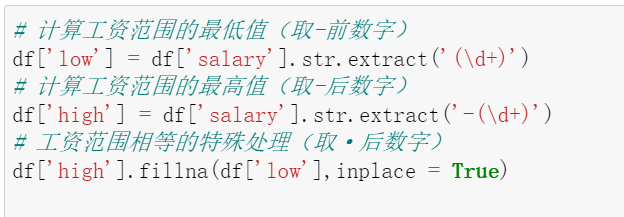 # 计算工资范围的最低值（取-前数字）
df['low'] = df['salary'].str.extract('(\d+)')
# 计算工资范围的最高值（取-后数字）
df['high'] = df['salary'].str.extract('-(\d+)')
# 工资范围相等的特殊处理（取·后数字）
df['high'].fillna(df['low'],inplace = True)